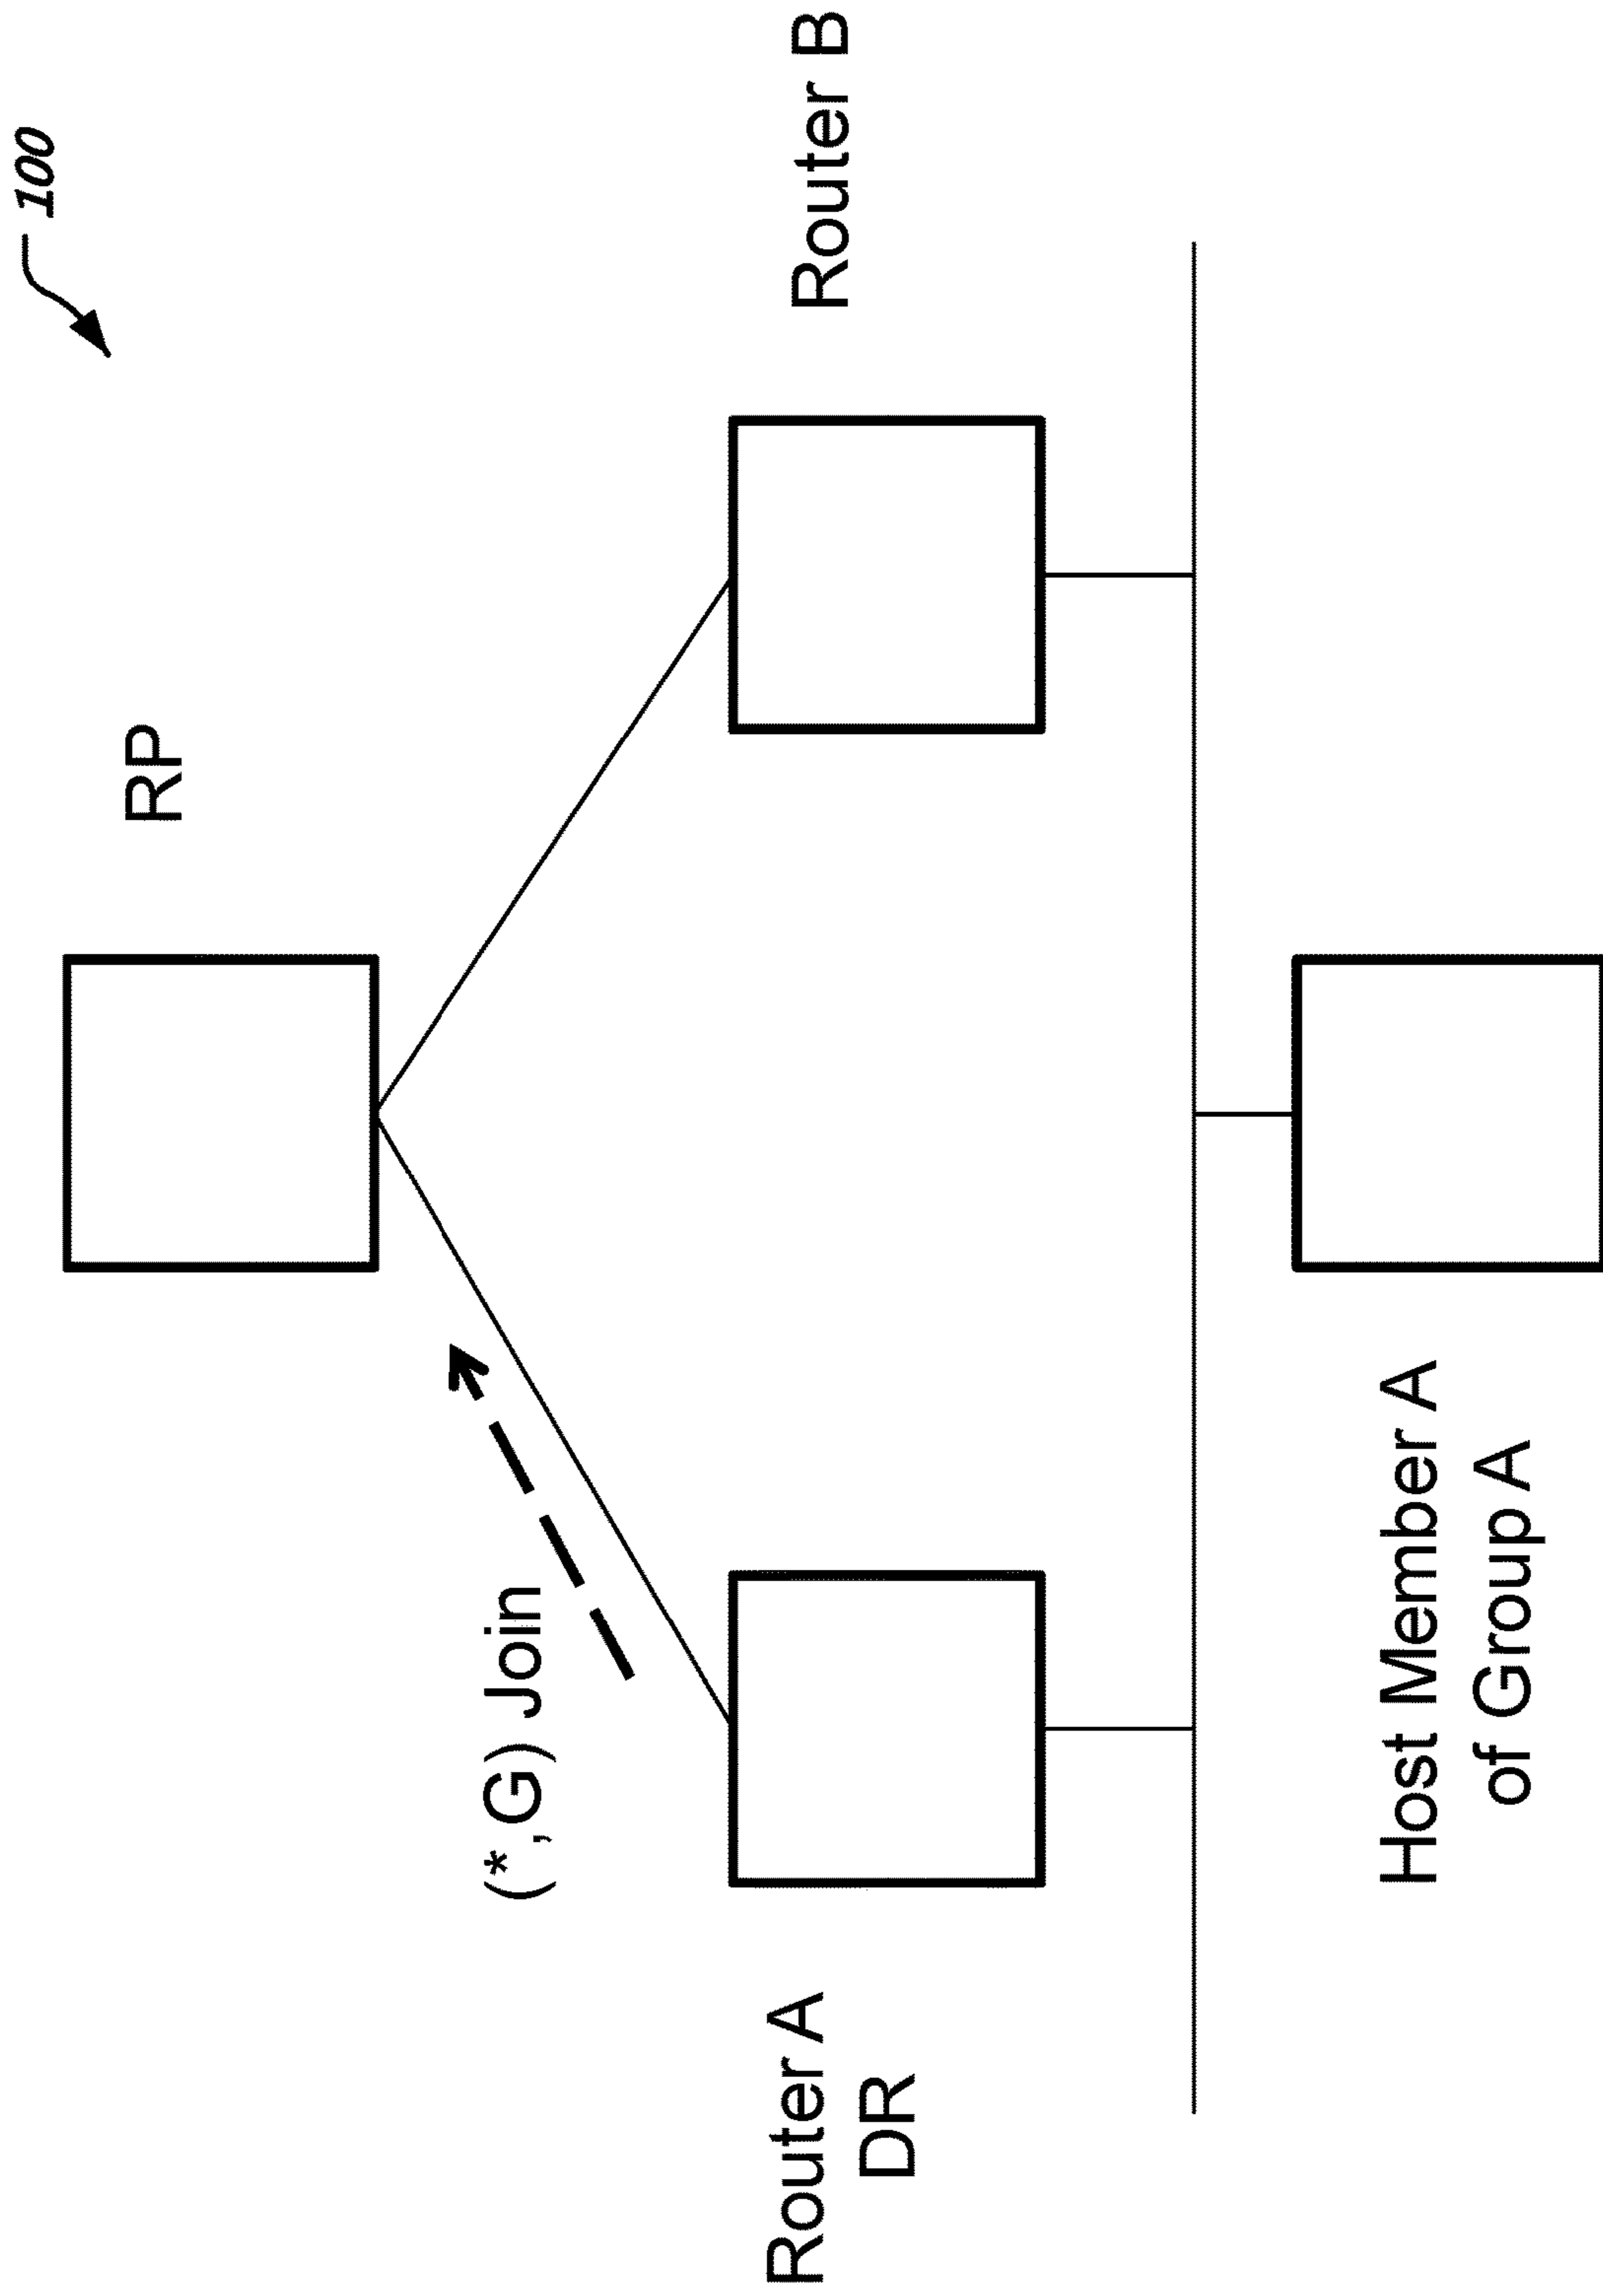 100
RP
(*,G) Join
Router A
DR
Router B
Host Member A
of Group A